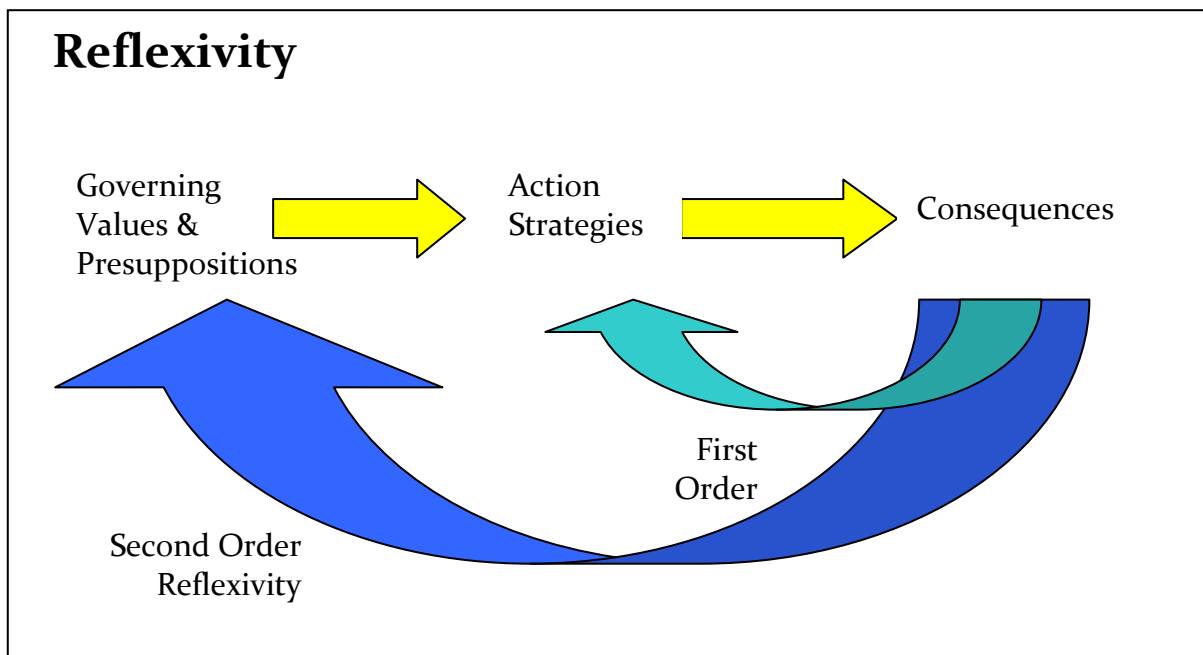 Reflexivity
Governing
Values &
Presuppositions
Action
Strategies
Consequences
First
Order
Second Order
Reflexivity